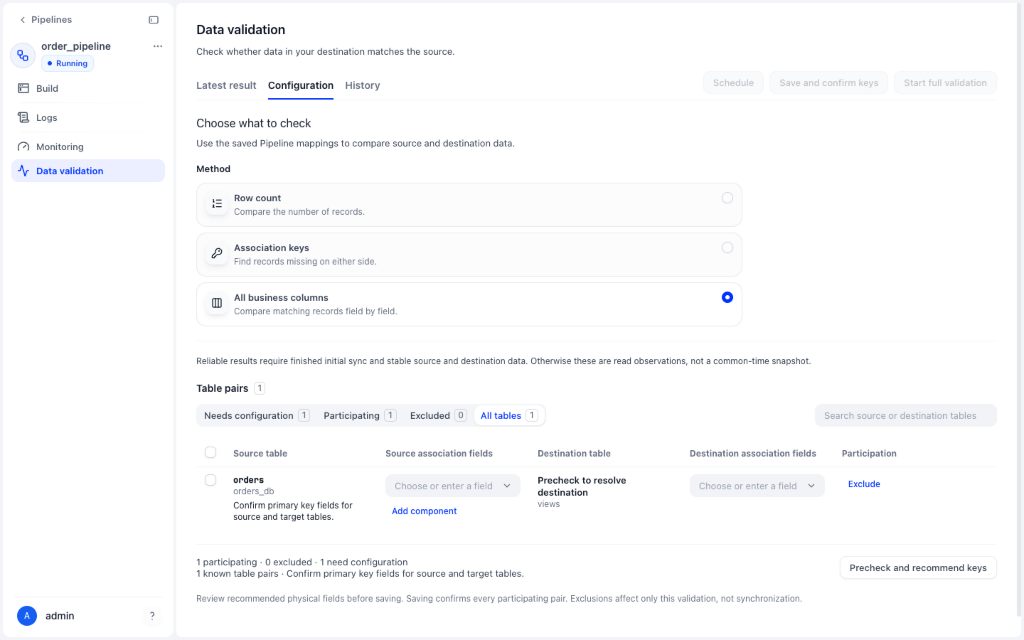 Pipelines
order_pipeline
Running
Build
Logs
Monitoring
Data validation
A admin ?
Data validation
Check whether data in your destination matches the source.
Latest result Configuration History Schedule Save and confirm keys Start full validation
Choose what to check
Use the saved Pipeline mappings to compare source and destination data.
Method
Row count
Compare the number of records.
Association keys
Find records missing on either side.
All business columns
Compare matching records field by field.
Reliable results require finished initial sync and stable source and destination data. Otherwise these are read observations, not a common-time snapshot.
Table pairs 1
Needs configuration 1 Participating 1 Excluded 0 All tables 1 Search source or destination tables
Source table Source association fields Destination table Destination association fields Participation
orders
orders_db
Confirm primary key fields for
source and target tables.
Choose or enter a field
Add component
Precheck to resolve
destination
views
Choose or enter a field
Exclude
1 participating · 0 excluded · 1 need configuration
1 known table pairs · Confirm primary key fields for source and target tables.
Precheck and recommend keys
Review recommended physical fields before saving. Saving confirms every participating pair. Exclusions affect only this validation, not synchronization.